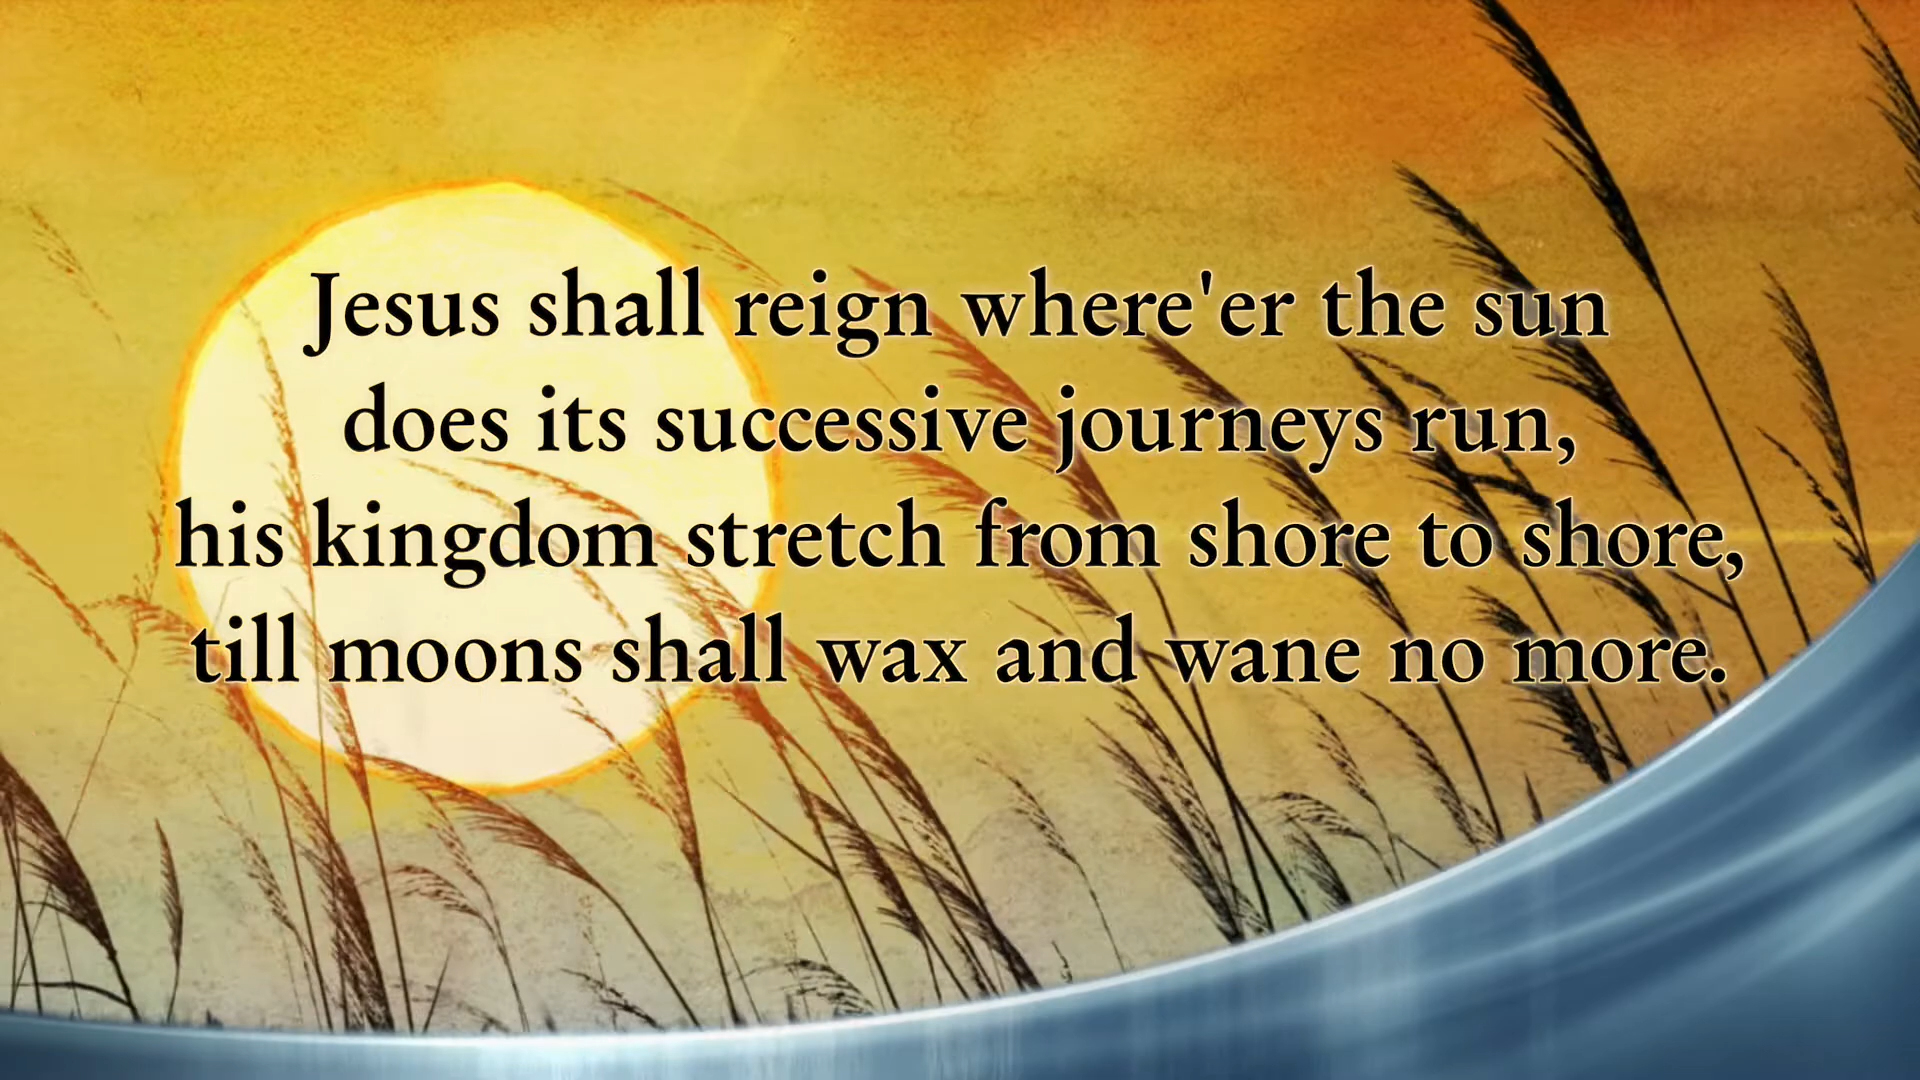 Jesus shall reign where'er the sun
does its successive journeys run,
his kingdom stretch from shore to shore,
till moons shall wax and wane no more.